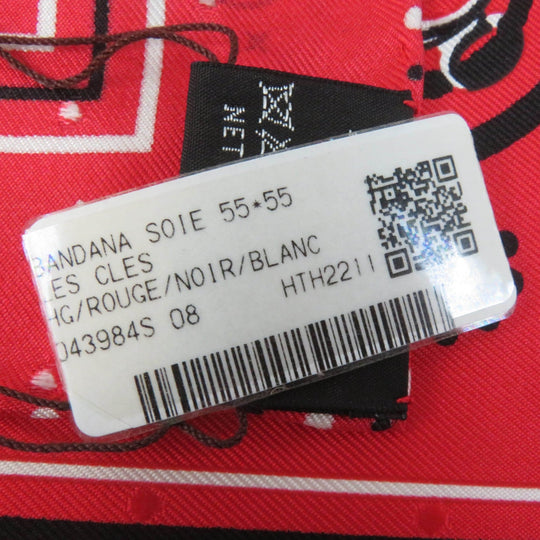 NET
BANDANA SOIE 55*55
LES CLES
HG/ROUGE/NOIR/BLANC
043984S 08 HTH2211